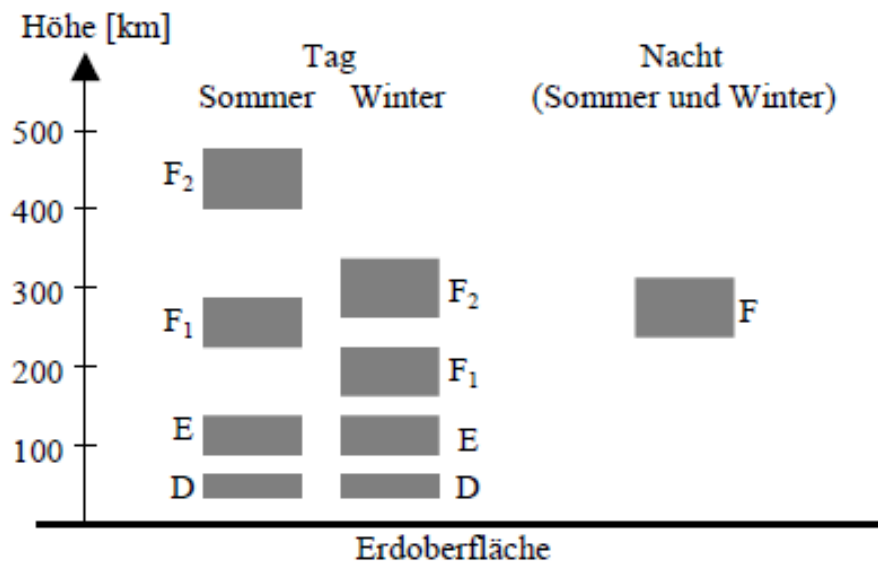 Höhe [km]
Tag
Nacht
Sommer Winter
(Sommer und Winter)
500
F₂
400
300
F₂
F
F₁
200
F₁
E
E
100
D
D
Erdoberfläche